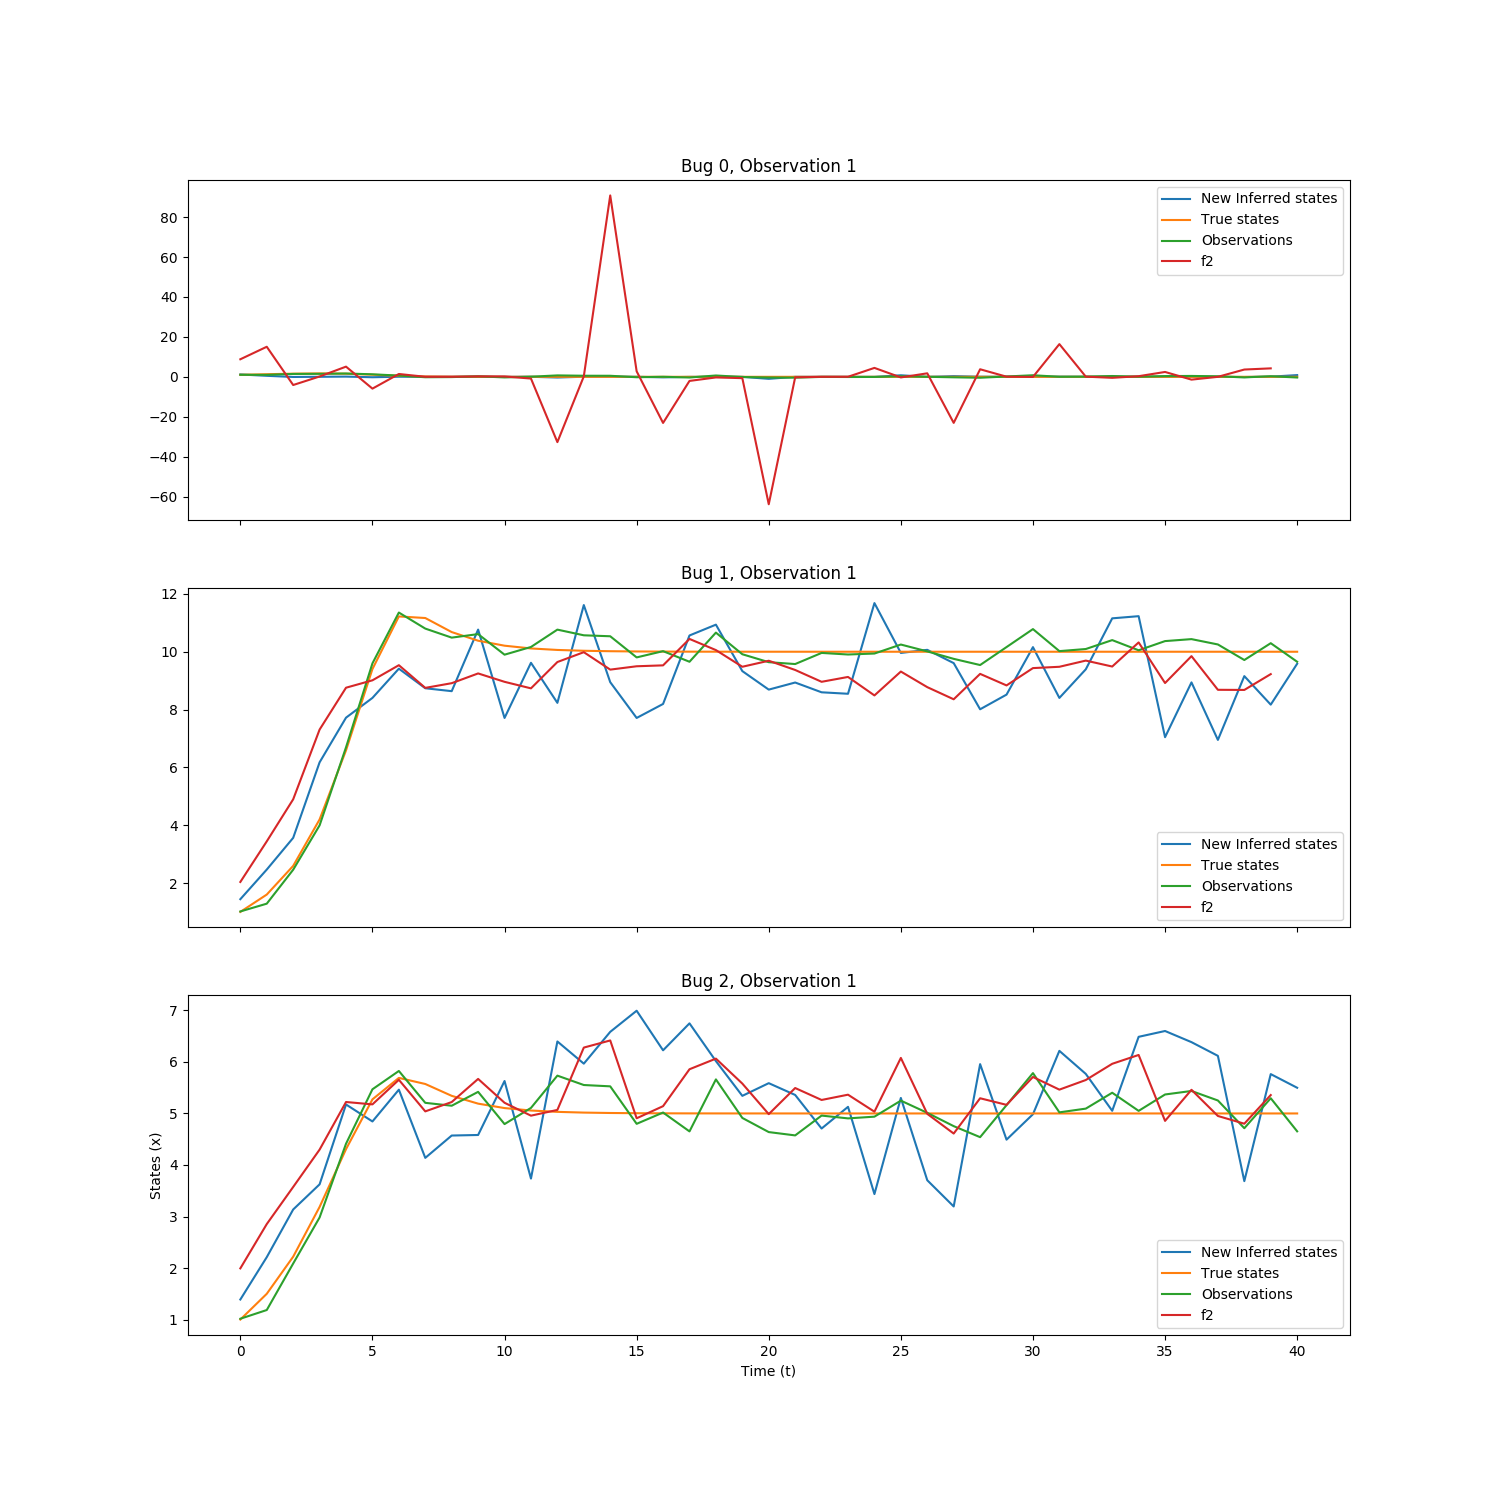 Bug 0, Observation 1
80
60
40
20
0
−20
−40
−60
New Inferred states
True states
Observations
f2
Bug 1, Observation 1
12
10
8
6
4
2
New Inferred states
True states
Observations
f2
Bug 2, Observation 1
7
6
5
4
3
2
1
States (x)
New Inferred states
True states
Observations
f2
0 5 10 15 20 25 30 35 40
Time (t)